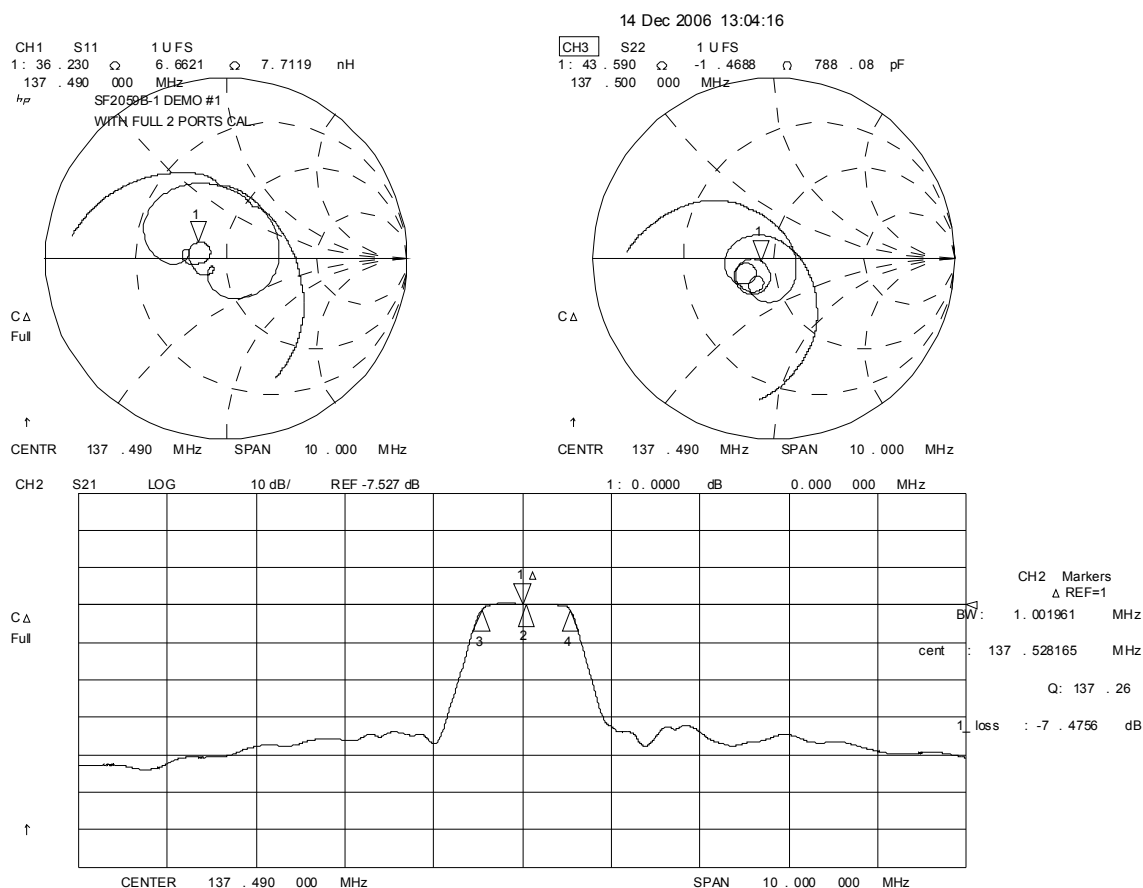 14 Dec 2006 13:04:16
CH1 S11 1 U FS
1: 36 .230 Ω 6 .6621 Ω 7 .7119 nH
137 .490 000 MHz
hp
SF2059B-1 DEMO #1
WITH FULL 2 PORTS CAL.
1
C Δ
Full
↑
CENTR 137 .490 MHz SPAN 10 .000 MHz
CH3 S22 1 U FS
1: 43 .590 Ω -1 .4688 Ω 788 .08 pF
137 .500 000 MHz
1
C Δ
↑
CENTR 137 .490 MHz SPAN 10 .000 MHz
CH2 S21 LOG 10 dB/ REF -7.527 dB 1 : 0.0000 dB 0.000 000 MHz
1 Δ
3 2 4
C Δ
Full
↑
CH2 Markers
Δ REF=1
BW : 1.001961 MHz
cent : 137 .528165 MHz
Q: 137 .26
1_loss : -7 .4756 dB
CENTER 137 .490 000 MHz SPAN 10 .000 000 MHz